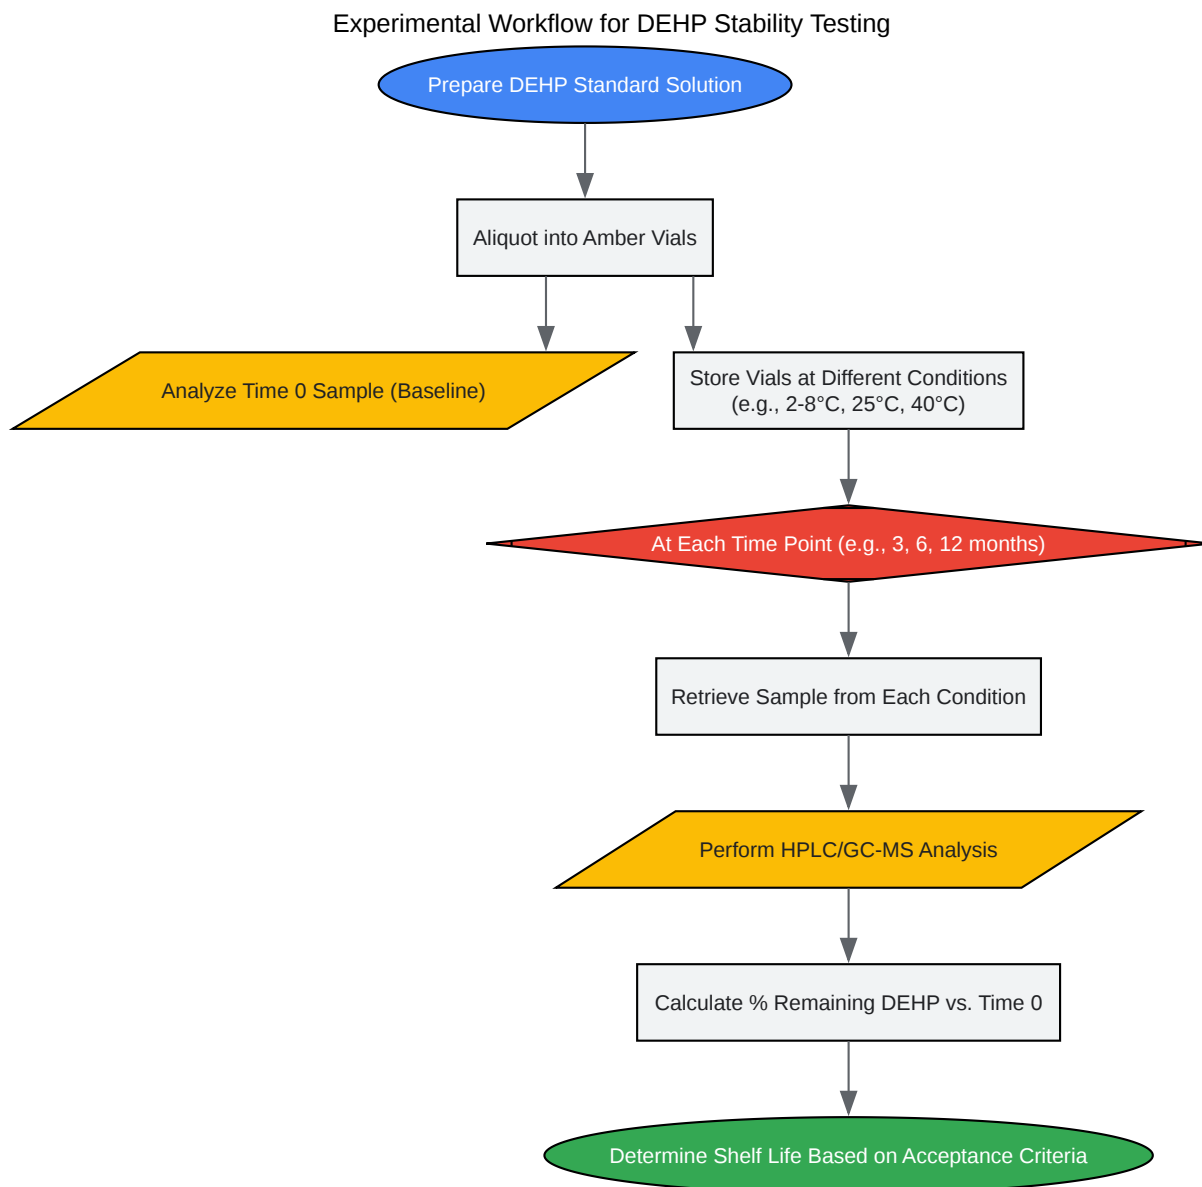 Experimental Workflow for DEHP Stability Testing
Prepare DEHP Standard Solution
Aliquot into Amber Vials
Analyze Time 0 Sample (Baseline)
Store Vials at Different Conditions
(e.g., 2-8°C, 25°C, 40°C)
At Each Time Point (e.g., 3, 6, 12 months)
Retrieve Sample from Each Condition
Perform HPLC/GC-MS Analysis
Calculate % Remaining DEHP vs. Time 0
Determine Shelf Life Based on Acceptance Criteria